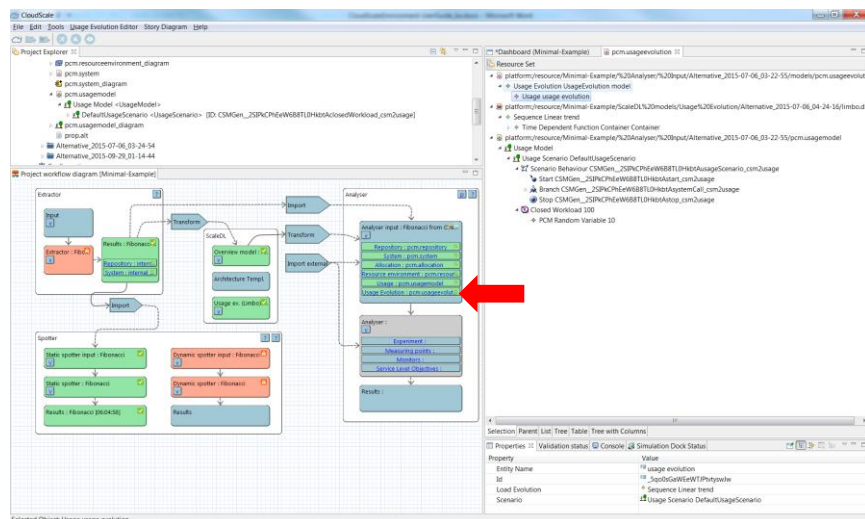 CloudScale
File Edit Tools Usage Evolution Editor Story Diagram Help
Project Explorer
pcm.resourceenvironment_diagram
pcm.system
pcm.system_diagram
pcm.usagemodel
Usage Model <UsageModel>
DefaultUsageScenario <UsageScenario>
pcm.usagemodel_diagram
prop.alt
Alternative_2015-07-06_03-24-54
Alternative_2015-09-29_01-14-44
Project workflow diagram [Minimal-Example]
Extractor
Input
Extractor : Fibo
Results : Fibonacci
Repository : intern
System : internal
Import
Transform
ScaleDL
Overview model :
Architecture Templ
Usage ev. (Limbo)
Import
Transform
Import external
Analyser
Analyser input : Fibonacci from
Repository : pcm.repository
System : pcm.system
Allocation : pcm.allocation
Resource environment : pcm.resour...
Usage : pcm.usagemodel
Usage Evolution : pcm.usageevolut
Analyser :
Experiment :
Measuring points :
Monitors :
Service Level Objectives :
Results :
Spotter
Static spotter input : Fibonacci
Static spotter : Fibonacci
Results : Fibonacci [06:04:58]
Dynamic spotter input : Fibonacci
Dynamic spotter : Fibonacci
Results
*Dashboard (Minimal-Example) pcm.usageevolution
Resource Set
platform:/resource/Minimal-Example/%20Analyser/%20Input/Alternative_2015-07-06_03-22-55/models/pcm.usageevolut
Usage Evolution UsageEvolution model
Usage usage evolution
platform:/resource/Minimal-Example/ScaleDL%20models/Usage%20Evolution/Alternative_2015-07-06_04-24-16/limbo.d
Sequence Linear trend
Time Dependent Function Container Container
platform:/resource/Minimal-Example/%20Analyser/%20Input/Alternative_2015-07-06_03-22-55/pcm.usagemodel
Usage Model
Usage Scenario DefaultUsageScenario
Closed Workload 100
PCM Random Variable 10
Selection Parent List Tree Table Tree with Columns
Properties Validation status Console Simulation Dock Status
Property Value
Entity Name usage evolution
Id
Load Evolution Sequence Linear trend
Scenario Usage Scenario DefaultUsageScenario